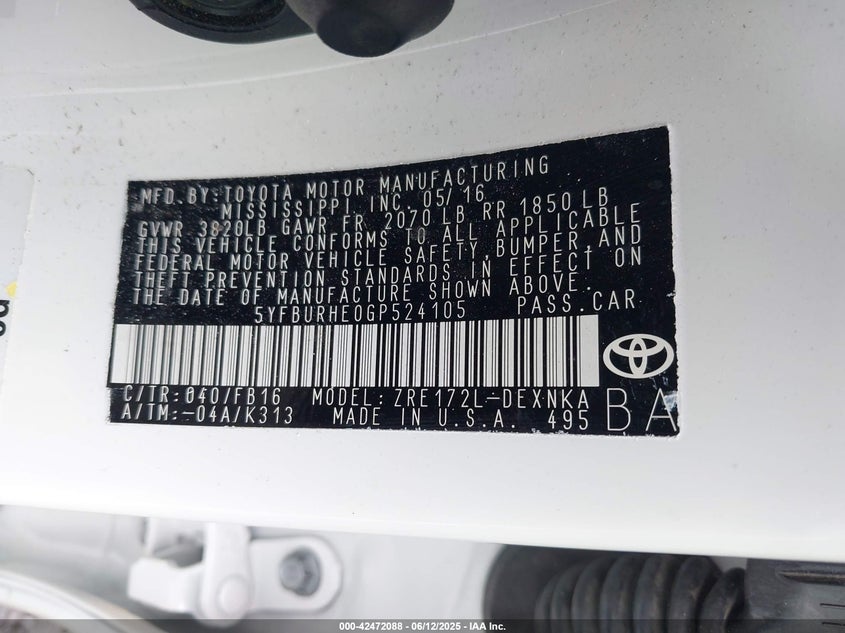 MFD. BY: TOYOTA MOTOR MANUFACTURING
MISSISSIPPI, INC. 05/16
GVWR 3820LB GAWR FR 2070 LB RR 1850 LB
THIS VEHICLE CONFORMS TO ALL APPLICABLE
FEDERAL MOTOR VEHICLE SAFETY, BUMPER, AND
THEFT PREVENTION STANDARDS IN EFFECT ON
THE DATE OF MANUFACTURE SHOWN ABOVE.
5YFBURHE0GP524105 PASS. CAR
C/TR: 040/FB16 MODEL: ZRE172L-DEXNKA
A/TM: -04A/K313 MADE IN U.S.A. 495 BA
000-42472088 - 06/12/2025 - IAA Inc.